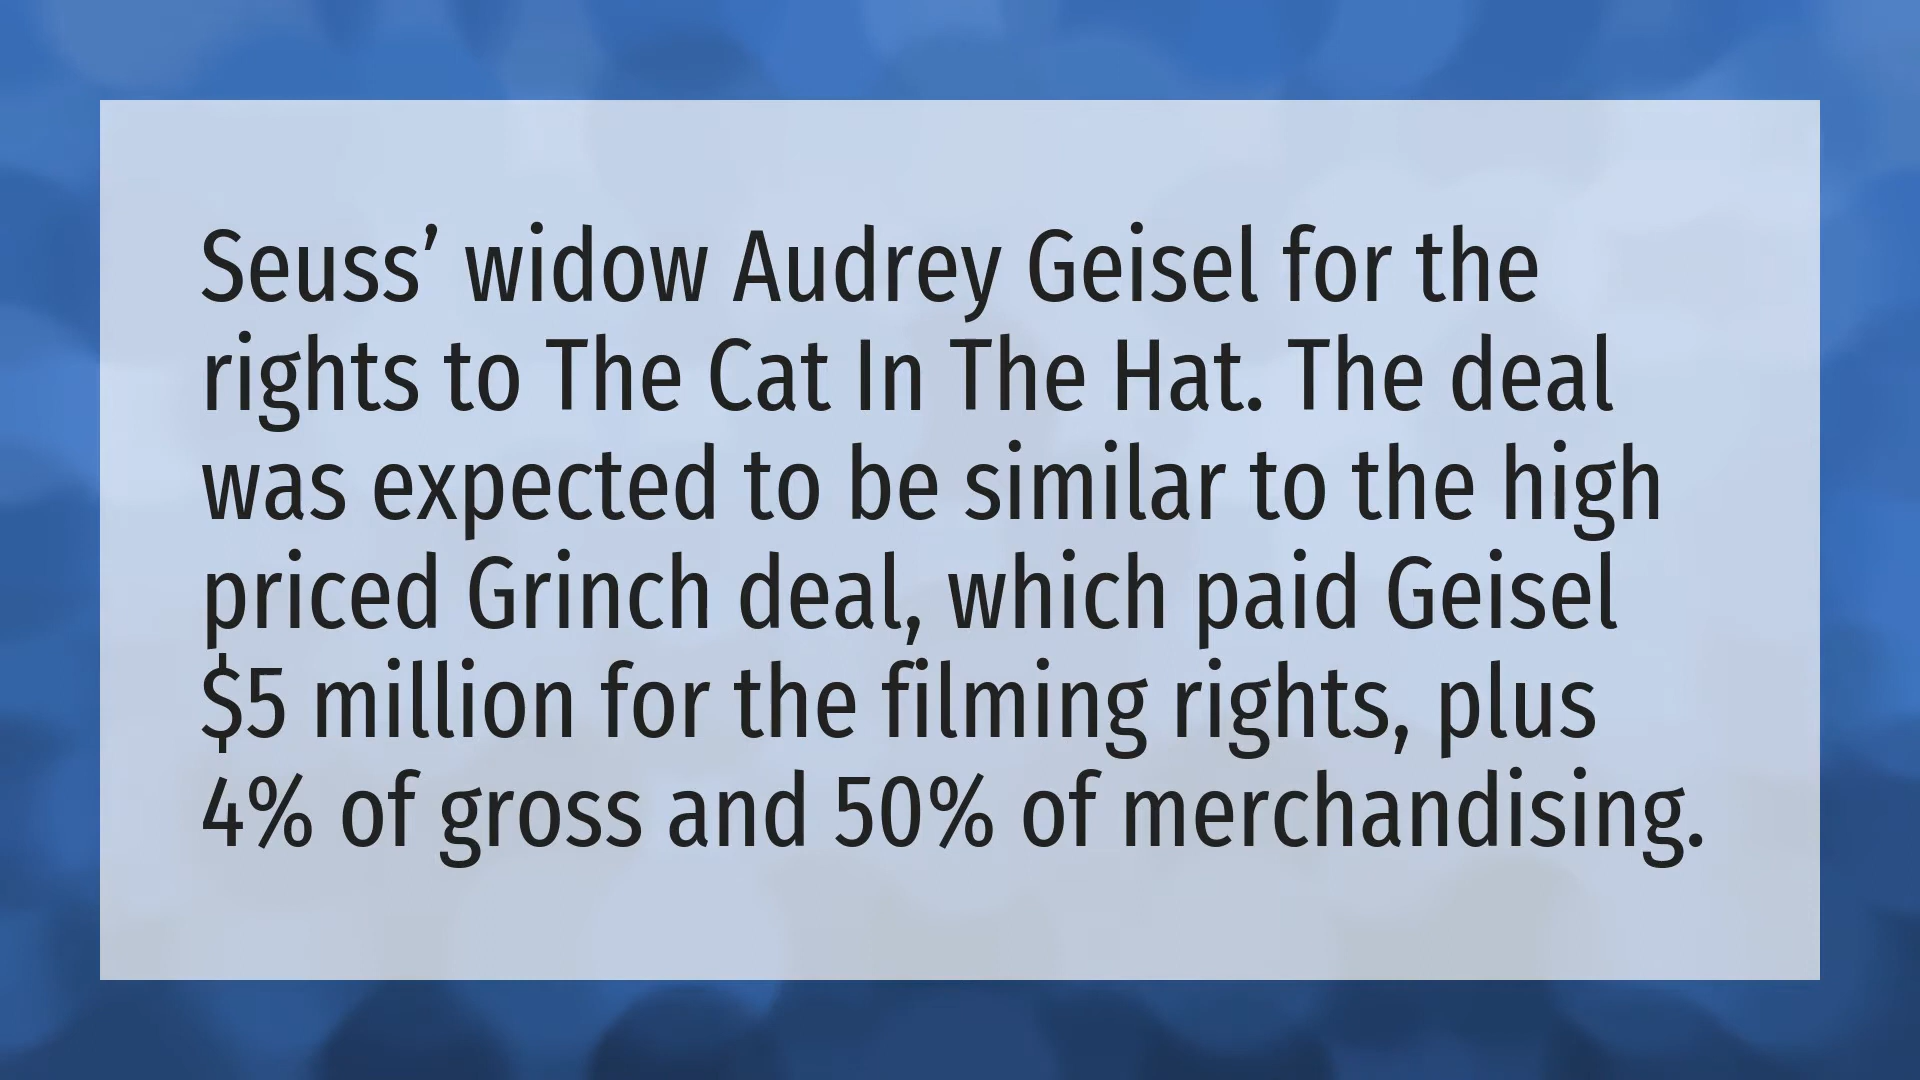 Seuss’ widow Audrey Geisel for the
rights to The Cat In The Hat. The deal
was expected to be similar to the high
priced Grinch deal, which paid Geisel
$5 million for the filming rights, plus
4% of gross and 50% of merchandising.